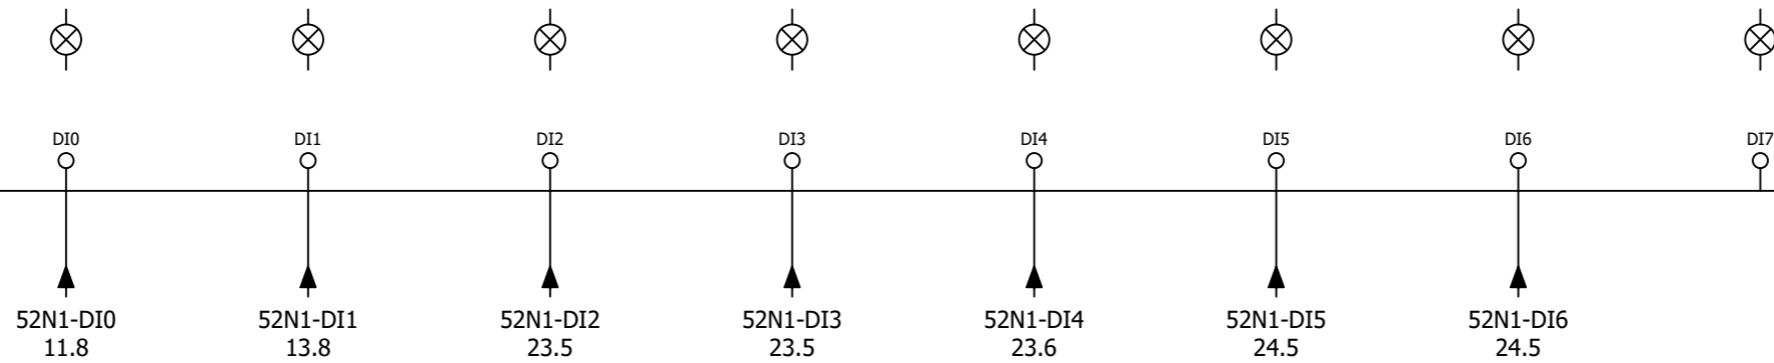 DI0 DI1 DI2 DI3 DI4 DI5 DI6 DI7
52N1-DI0 52N1-DI1 52N1-DI2 52N1-DI3 52N1-DI4 52N1-DI5 52N1-DI6
11.8 13.8 23.5 23.5 23.6 24.5 24.5